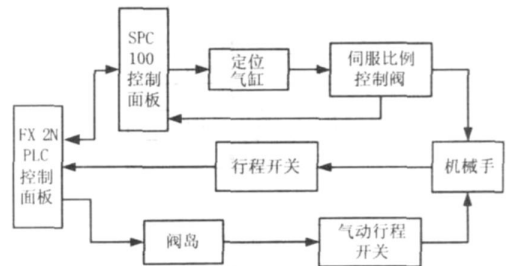 SPC
100
控制
面板
定位
气缸
伺服比例
控制阀
FX 2N
PLC
控制
面板
行程开关
机械手
阀岛
气动行程
开关